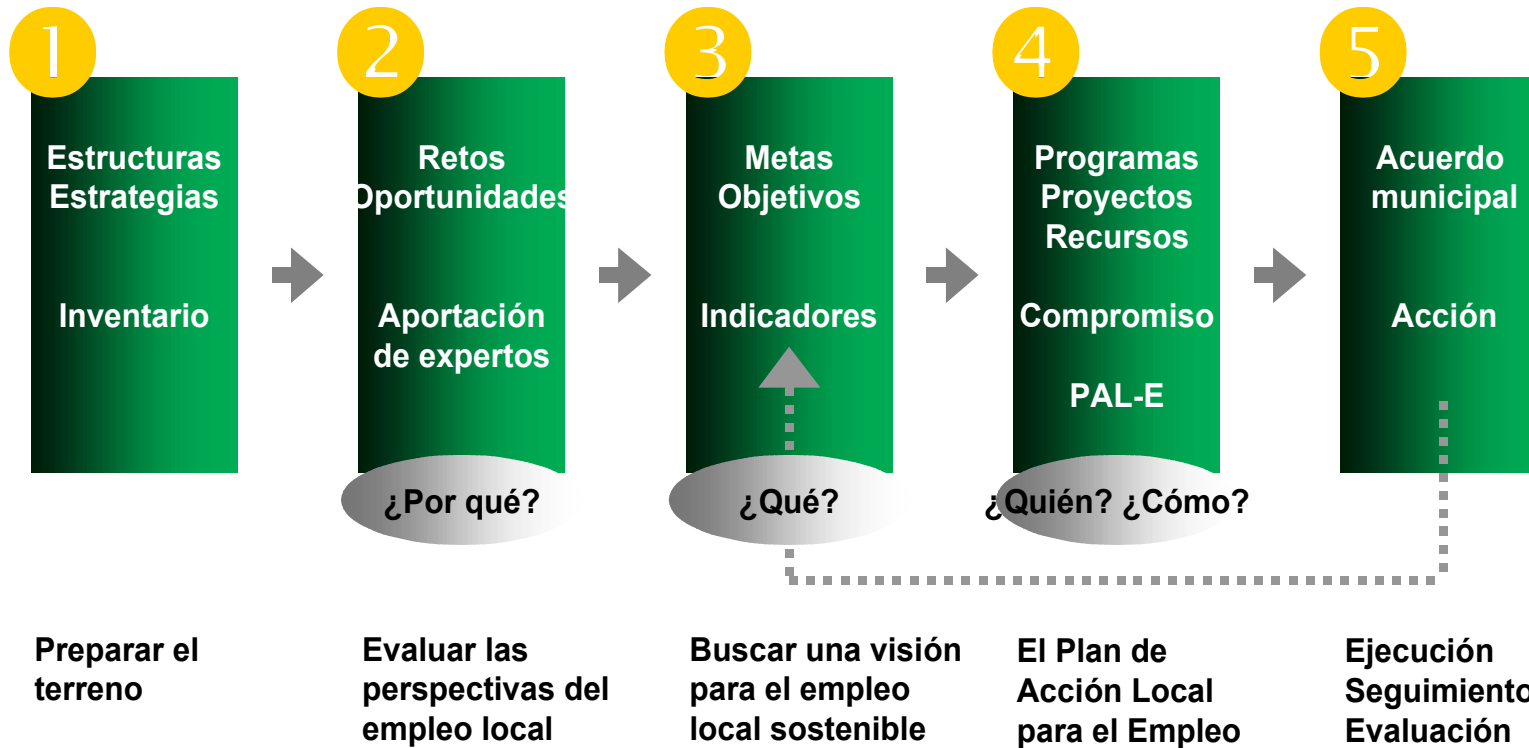 1
Estructuras
Estrategias
Inventario
Preparar el
terreno
2
Retos
Oportunidades
Aportación
de expertos
¿Por qué?
Evaluar las
perspectivas del
empleo local
3
Metas
Objetivos
Indicadores
¿Qué?
Buscar una visión
para el empleo
local sostenible
4
Programas
Proyectos
Recursos
Compromiso
PAL-E
¿Quién? ¿Cómo?
El Plan de
Acción Local
para el Empleo
5
Acuerdo
municipal
Acción
Ejecución
Seguimiento
Evaluación